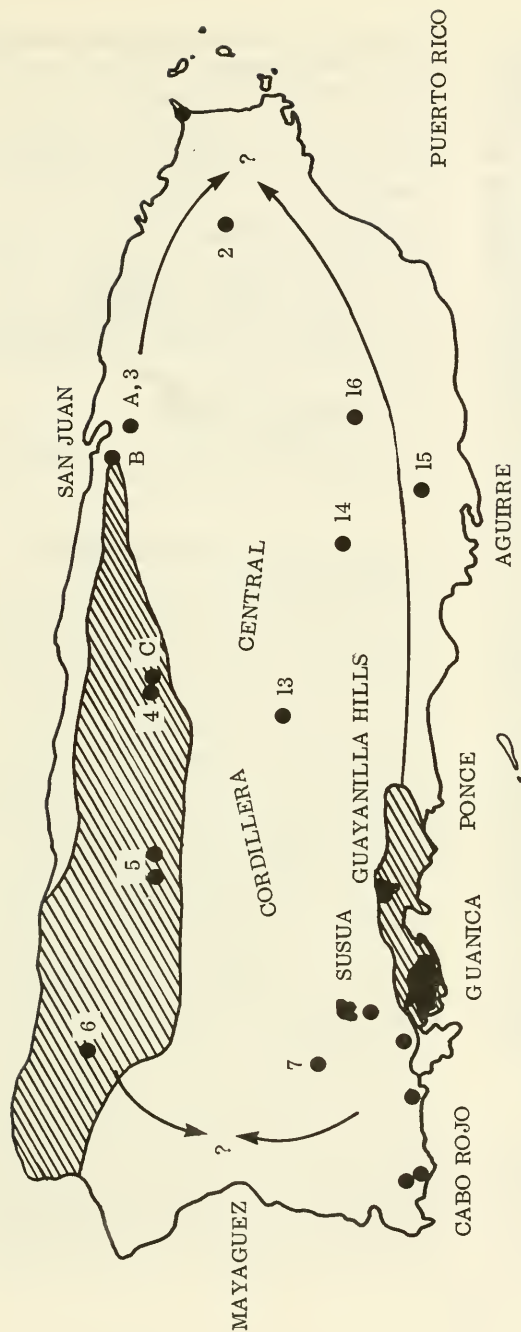 SAN JUAN
B
A, 3
?
2
6
5
4
C
CORDILLERA CENTRAL
13
14
16
MAYAGUEZ
?
7
SUSUA
GUAYANILLA HILLS
15
CABO ROJO
GUANICA
PONCE
AGUIRRE
PUERTO RICO